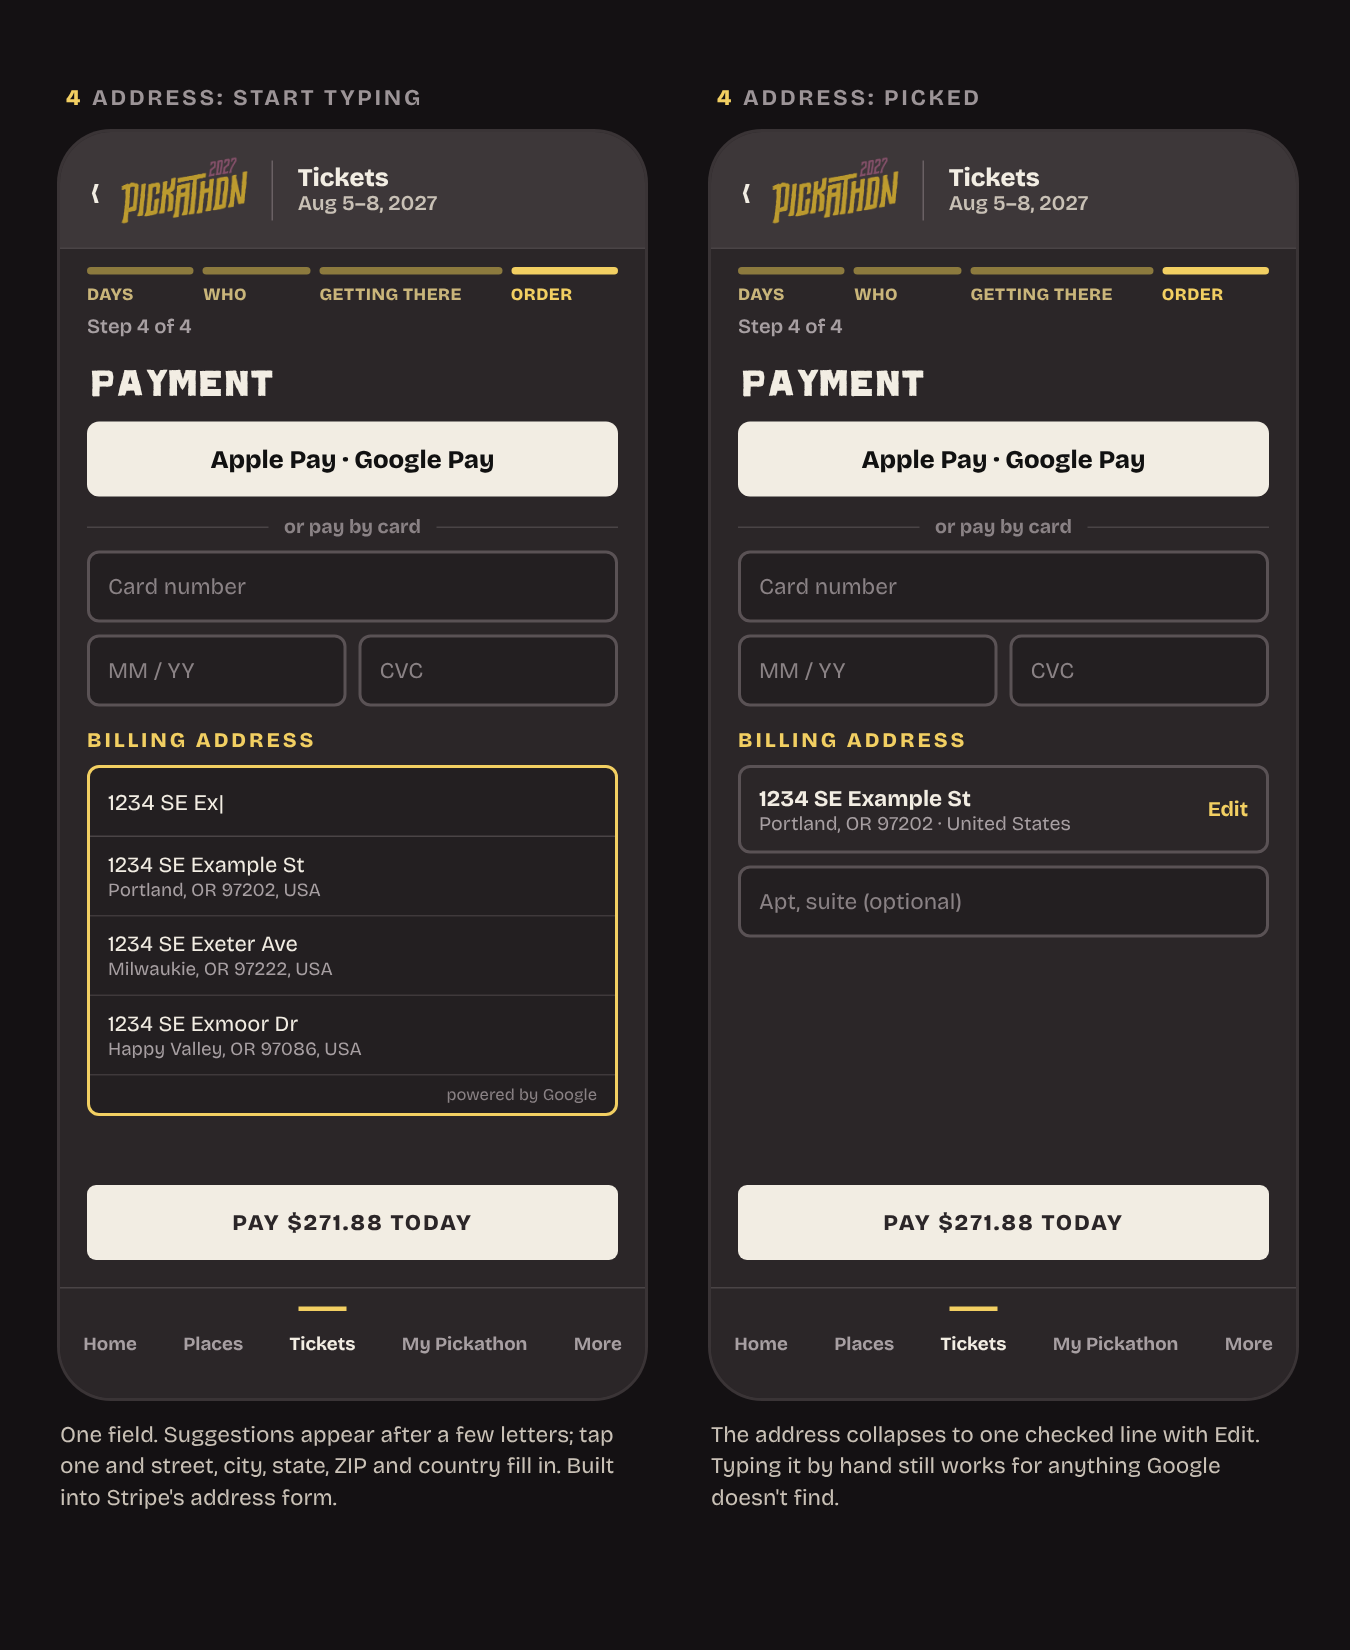 4 ADDRESS: START TYPING
2027
PICKATHON
Tickets
Aug 5–8, 2027
DAYS WHO GETTING THERE ORDER
Step 4 of 4
PAYMENT
Apple Pay · Google Pay
or pay by card
Card number
MM / YY CVC
BILLING ADDRESS
1234 SE Ex|
1234 SE Example St
Portland, OR 97202, USA
1234 SE Exeter Ave
Milwaukie, OR 97222, USA
1234 SE Exmoor Dr
Happy Valley, OR 97086, USA
powered by Google
PAY $271.88 TODAY
Home Places Tickets My Pickathon More
One field. Suggestions appear after a few letters; tap
one and street, city, state, ZIP and country fill in. Built
into Stripe's address form.
4 ADDRESS: PICKED
2027
PICKATHON
Tickets
Aug 5–8, 2027
DAYS WHO GETTING THERE ORDER
Step 4 of 4
PAYMENT
Apple Pay · Google Pay
or pay by card
Card number
MM / YY CVC
BILLING ADDRESS
1234 SE Example St
Portland, OR 97202 · United States
Edit
Apt, suite (optional)
PAY $271.88 TODAY
Home Places Tickets My Pickathon More
The address collapses to one checked line with Edit.
Typing it by hand still works for anything Google
doesn't find.